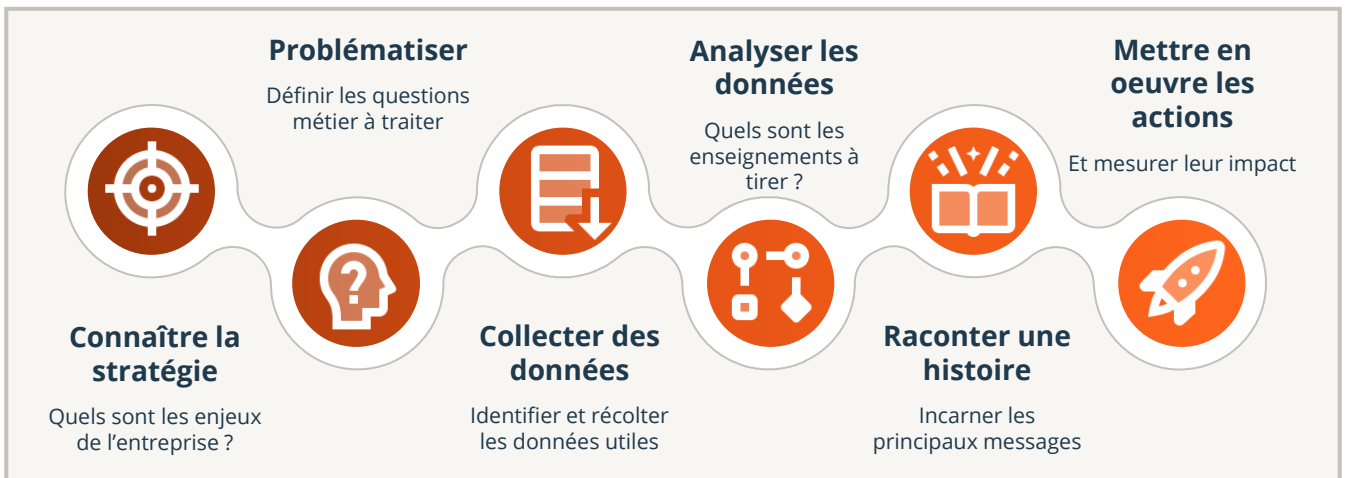 Connaître la
stratégie
Quels sont les enjeux
de l’entreprise ?
Problématiser
Définir les questions
métier à traiter
?
Collecter des
données
Identifier et récolter
les données utiles
Analyser les
données
Quels sont les
enseignements à
tirer ?
Raconter une
histoire
Incarner les
principaux messages
Mettre en
oeuvre les
actions
Et mesurer leur impact